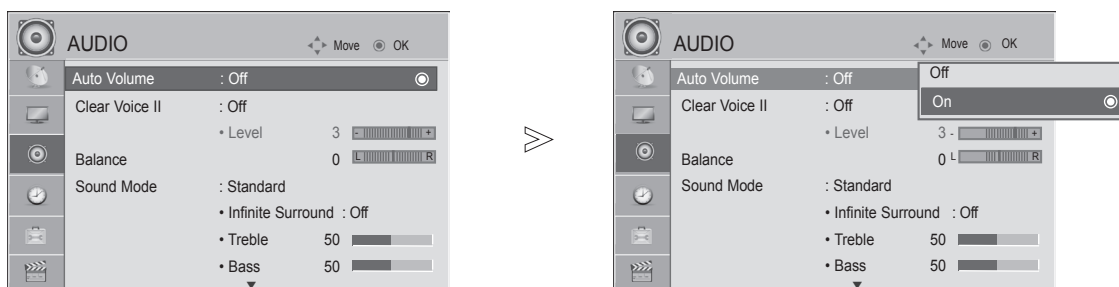 AUDIO Move OK
Auto Volume : Off
Clear Voice II : Off
• Level 3 - +
Balance 0 L R
Sound Mode : Standard
• Infinite Surround : Off
• Treble 50
• Bass 50
AUDIO Move OK
Auto Volume : Off
Off
On
Clear Voice II : Off
• Level 3 - +
Balance 0 L R
Sound Mode : Standard
• Infinite Surround : Off
• Treble 50
• Bass 50